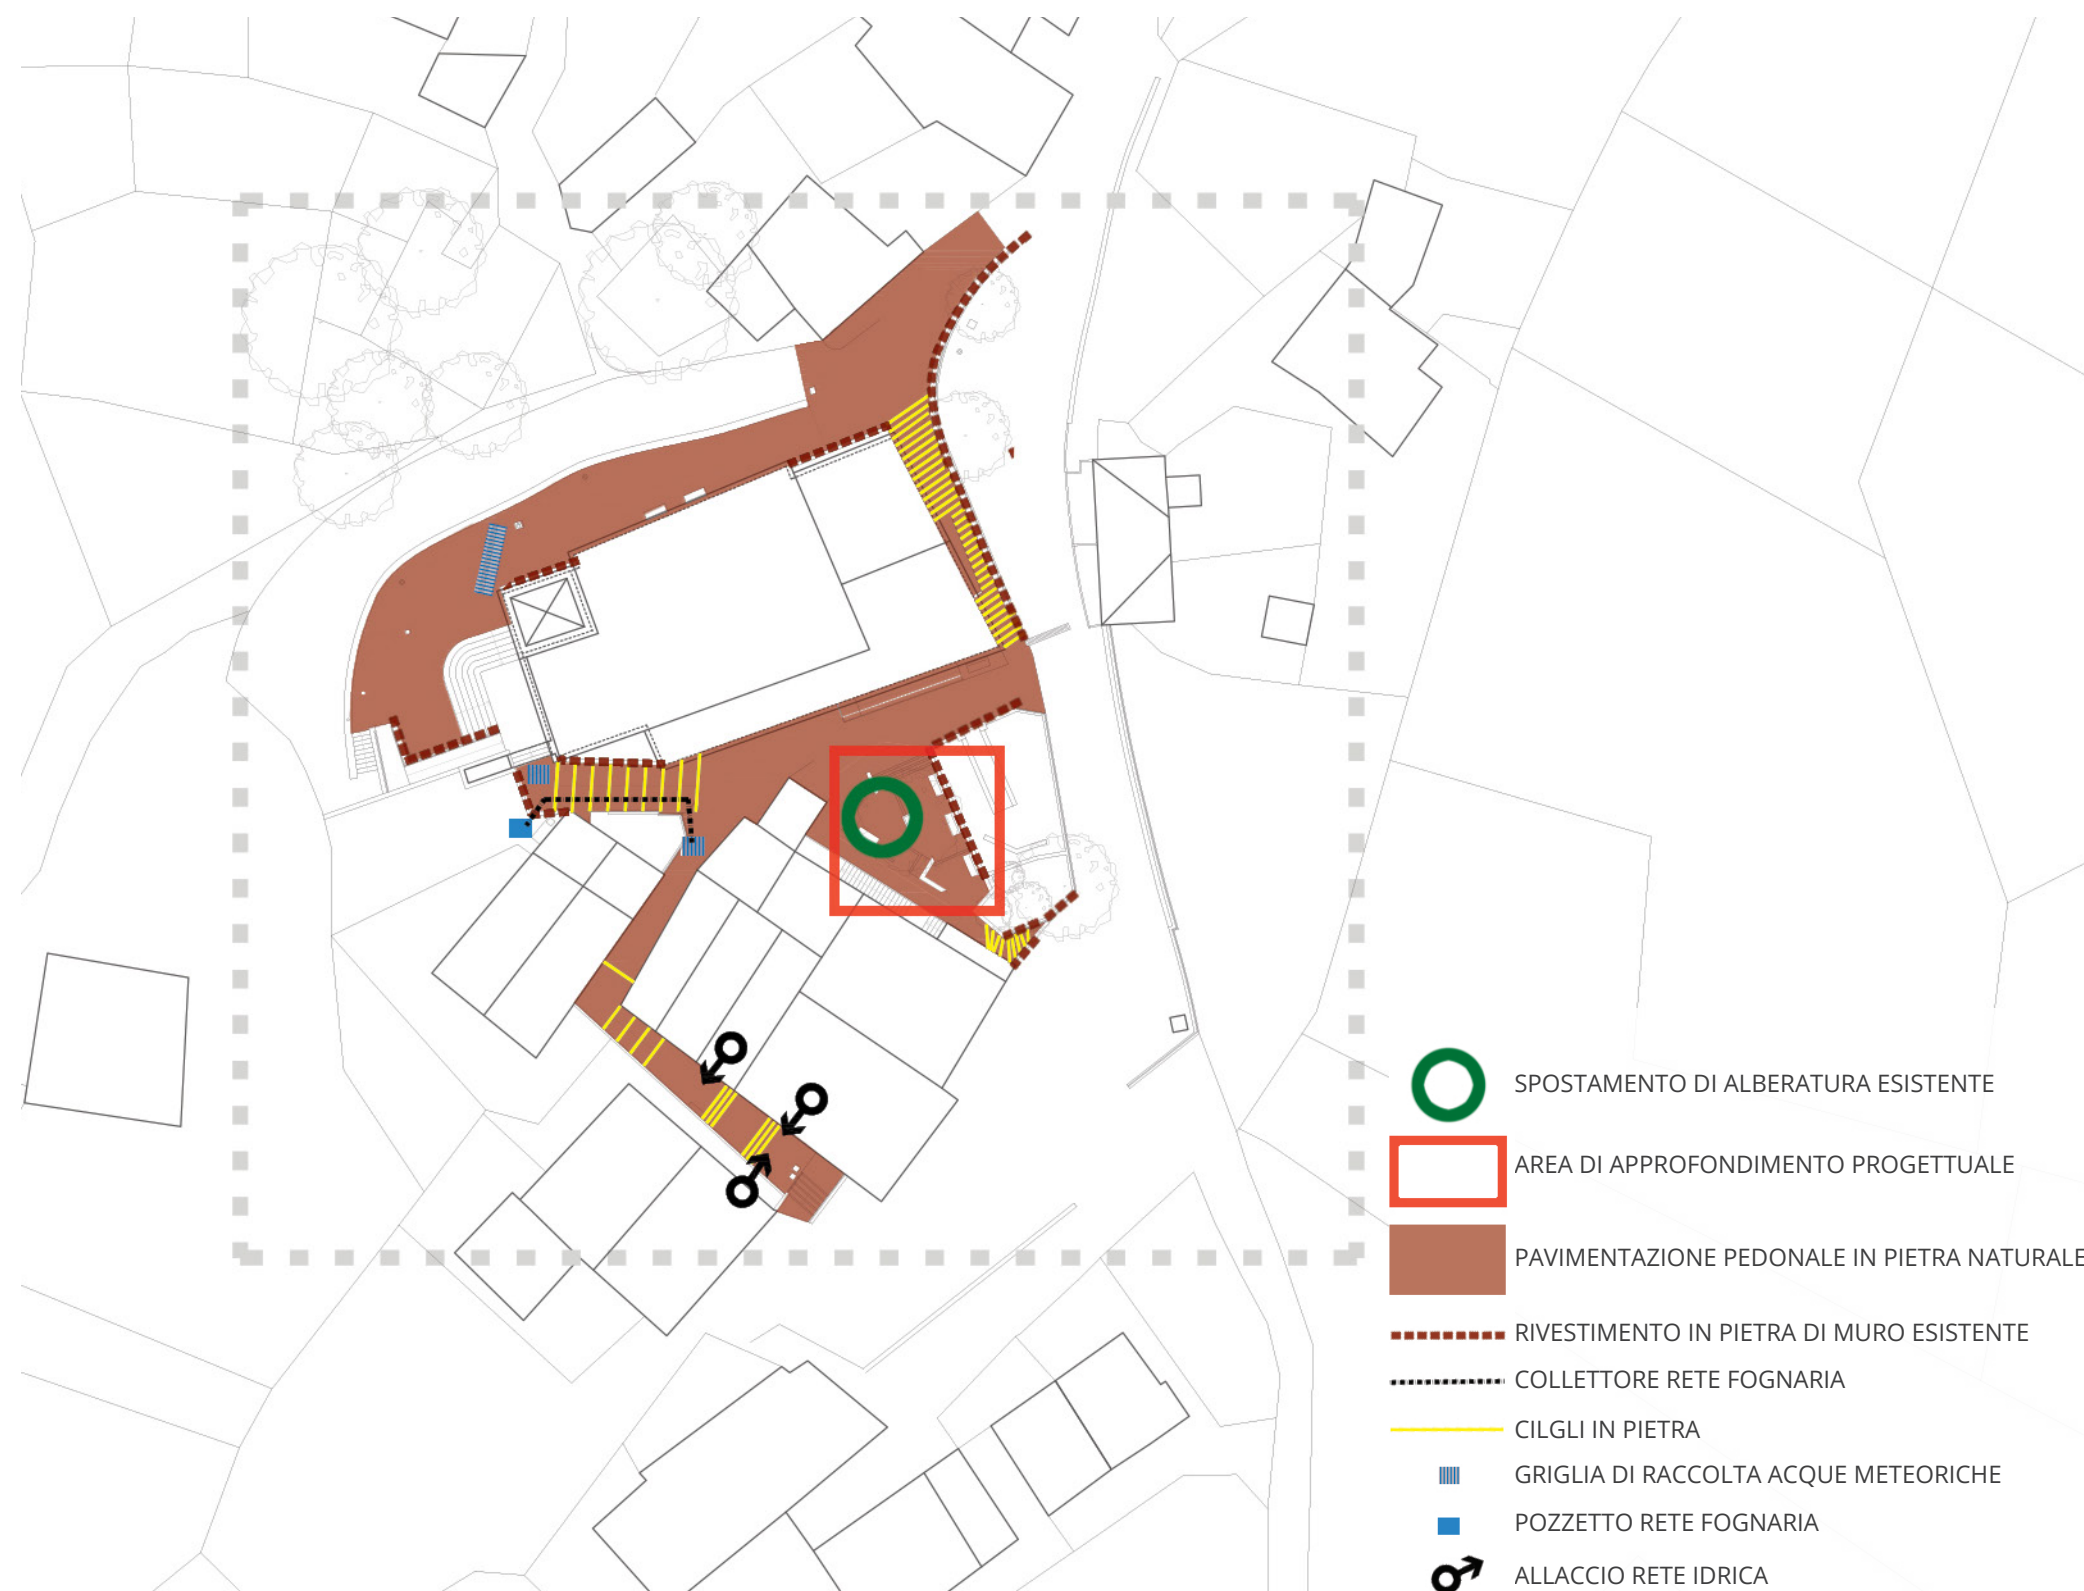 SPOSTAMENTO DI ALBERATURA ESISTENTE
AREA DI APPROFONDIMENTO PROGETTUALE
PAVIMENTAZIONE PEDONALE IN PIETRA NATURALE
RIVESTIMENTO IN PIETRA DI MURO ESISTENTE
COLLETTORE RETE FOGNARIA
CILGLI IN PIETRA
GRIGLIA DI RACCOLTA ACQUE METEORICHE
POZZETTO RETE FOGNARIA
ALLACCIO RETE IDRICA